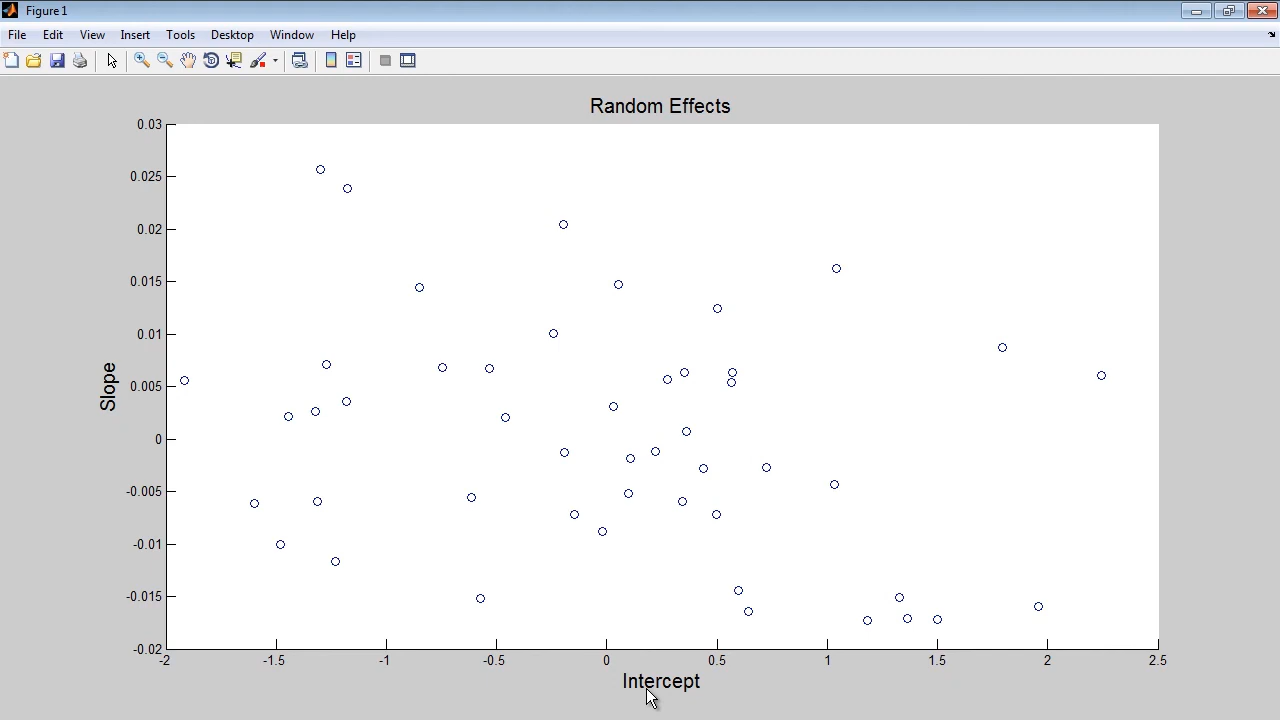 Figure 1
File Edit View Insert Tools Desktop Window Help
Random Effects
0.03
0.025
0.02
0.015
0.01
0.005
0
-0.005
-0.01
-0.015
-0.02
Slope
-2 -1.5 -1 -0.5 0 0.5 1 1.5 2 2.5
Intercept